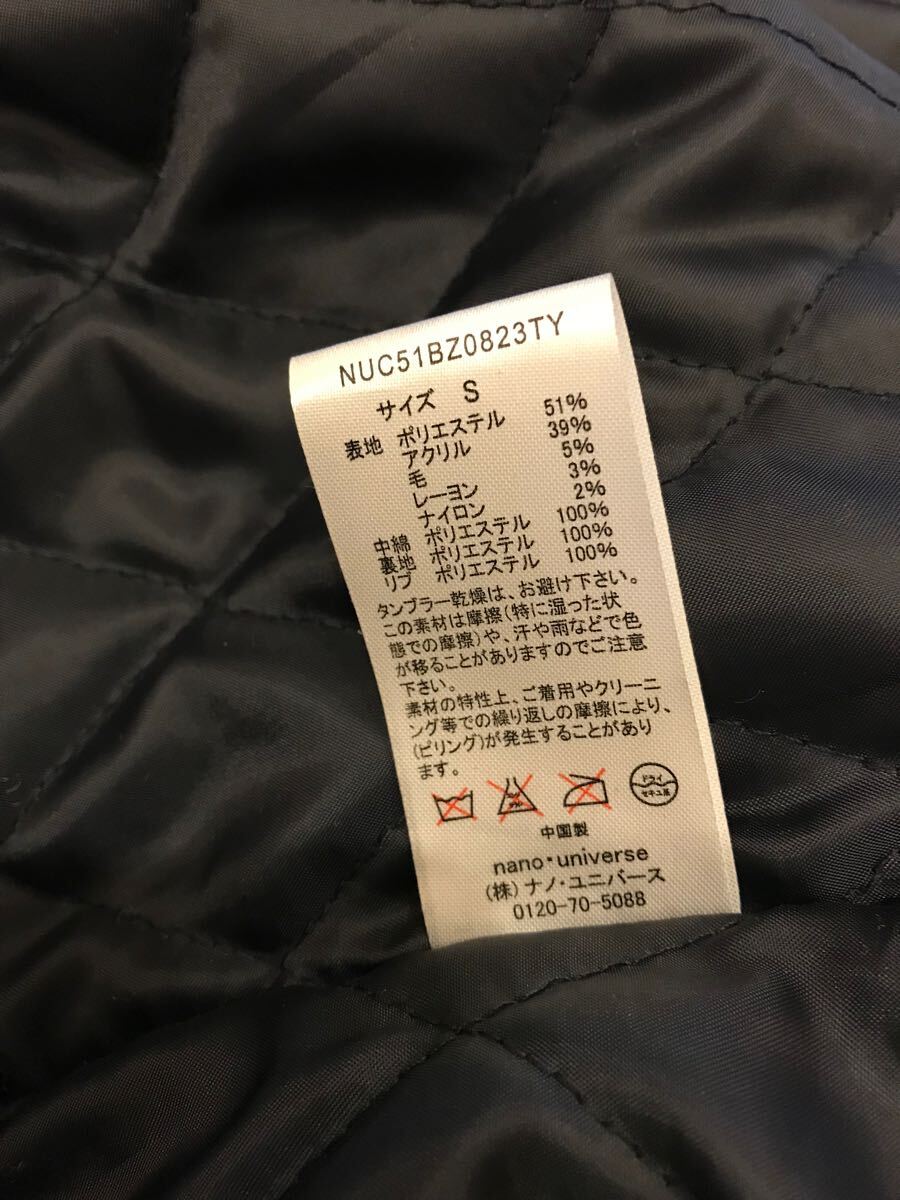 NUC51BZ0823TY
サイズ S
表地 ポリエステル 51%
アクリル 39%
毛 5%
レーヨン 3%
ナイロン 2%
中綿 ポリエステル 100%
裏地 ポリエステル 100%
リブ ポリエステル 100%
タンブラー乾燥は、お避け下さい。
この素材は摩擦(特に湿った状
態での摩擦)や、汗や雨などで色
が移ることがありますのでご注意
下さい。
素材の特性上、ご着用やクリーニ
ング等での繰り返しの摩擦により、
(ピリング)が発生することがあり
ます。
ドライ
セキユ系
中国製
nano・universe
(株)ナノ・ユニバース
0120-70-5088